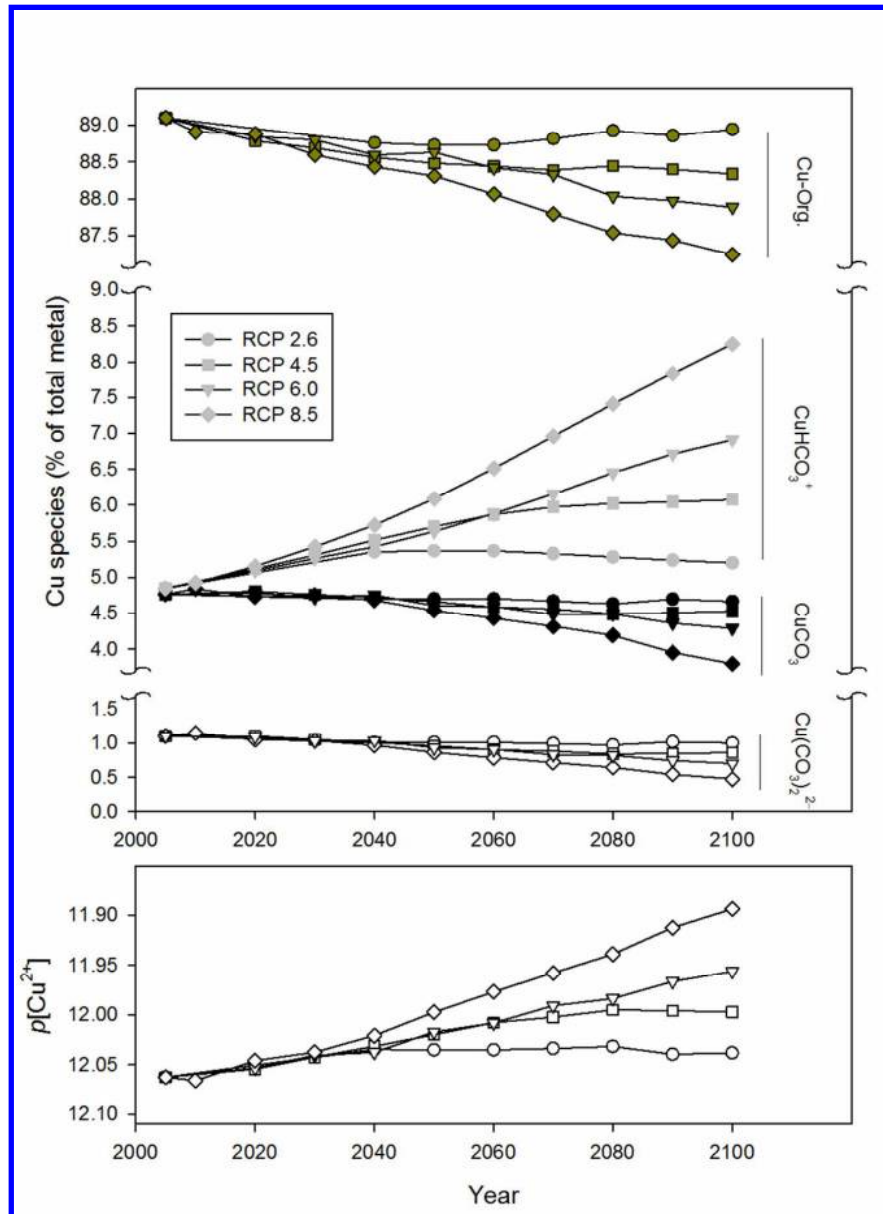 89.0
88.5
88.0
87.5
Cu-Org.
9.0
8.5
8.0
7.5
7.0
6.5
6.0
5.5
5.0
4.5
4.0
Cu species (% of total metal)
RCP 2.6
RCP 4.5
RCP 6.0
RCP 8.5
CuHCO₃⁺
CuCO₃
1.5
1.0
0.5
0.0
Cu(CO₃)₂²⁻
2000 2020 2040 2060 2080 2100
11.90
11.95
12.00
12.05
12.10
p[Cu²⁺]
2000 2020 2040 2060 2080 2100
Year